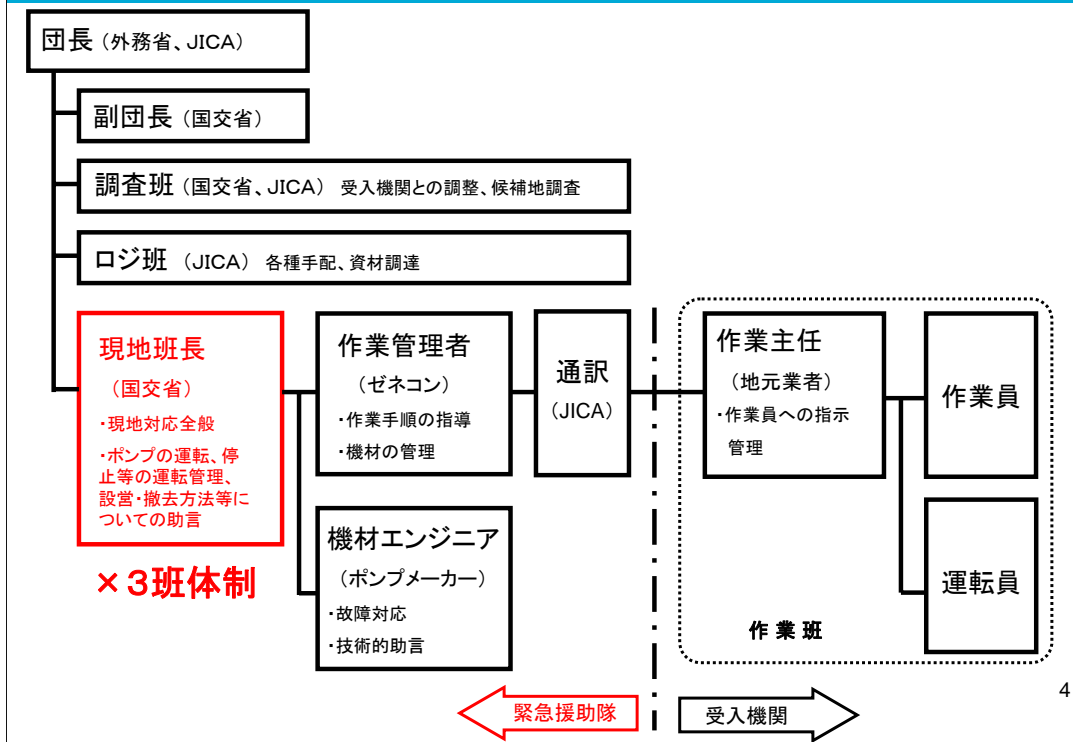 団長（外務省、JICA）
副団長（国交省）
調査班（国交省、JICA） 受入機関との調整、候補地調査
ロジ班 （JICA） 各種手配、資材調達
現地班長
（国交省）
・現地対応全般
・ポンプの運転、停
止等の運転管理、
設営・撤去方法等に
ついての助言
×３班体制
作業管理者
（ゼネコン）
・作業手順の指導
・機材の管理
機材エンジニア
（ポンプメーカー）
・故障対応
・技術的助言
通訳
（JICA）
作業主任
（地元業者）
・作業員への指示
管理
作業員
運転員
作業班
緊急援助隊
受入機関
4